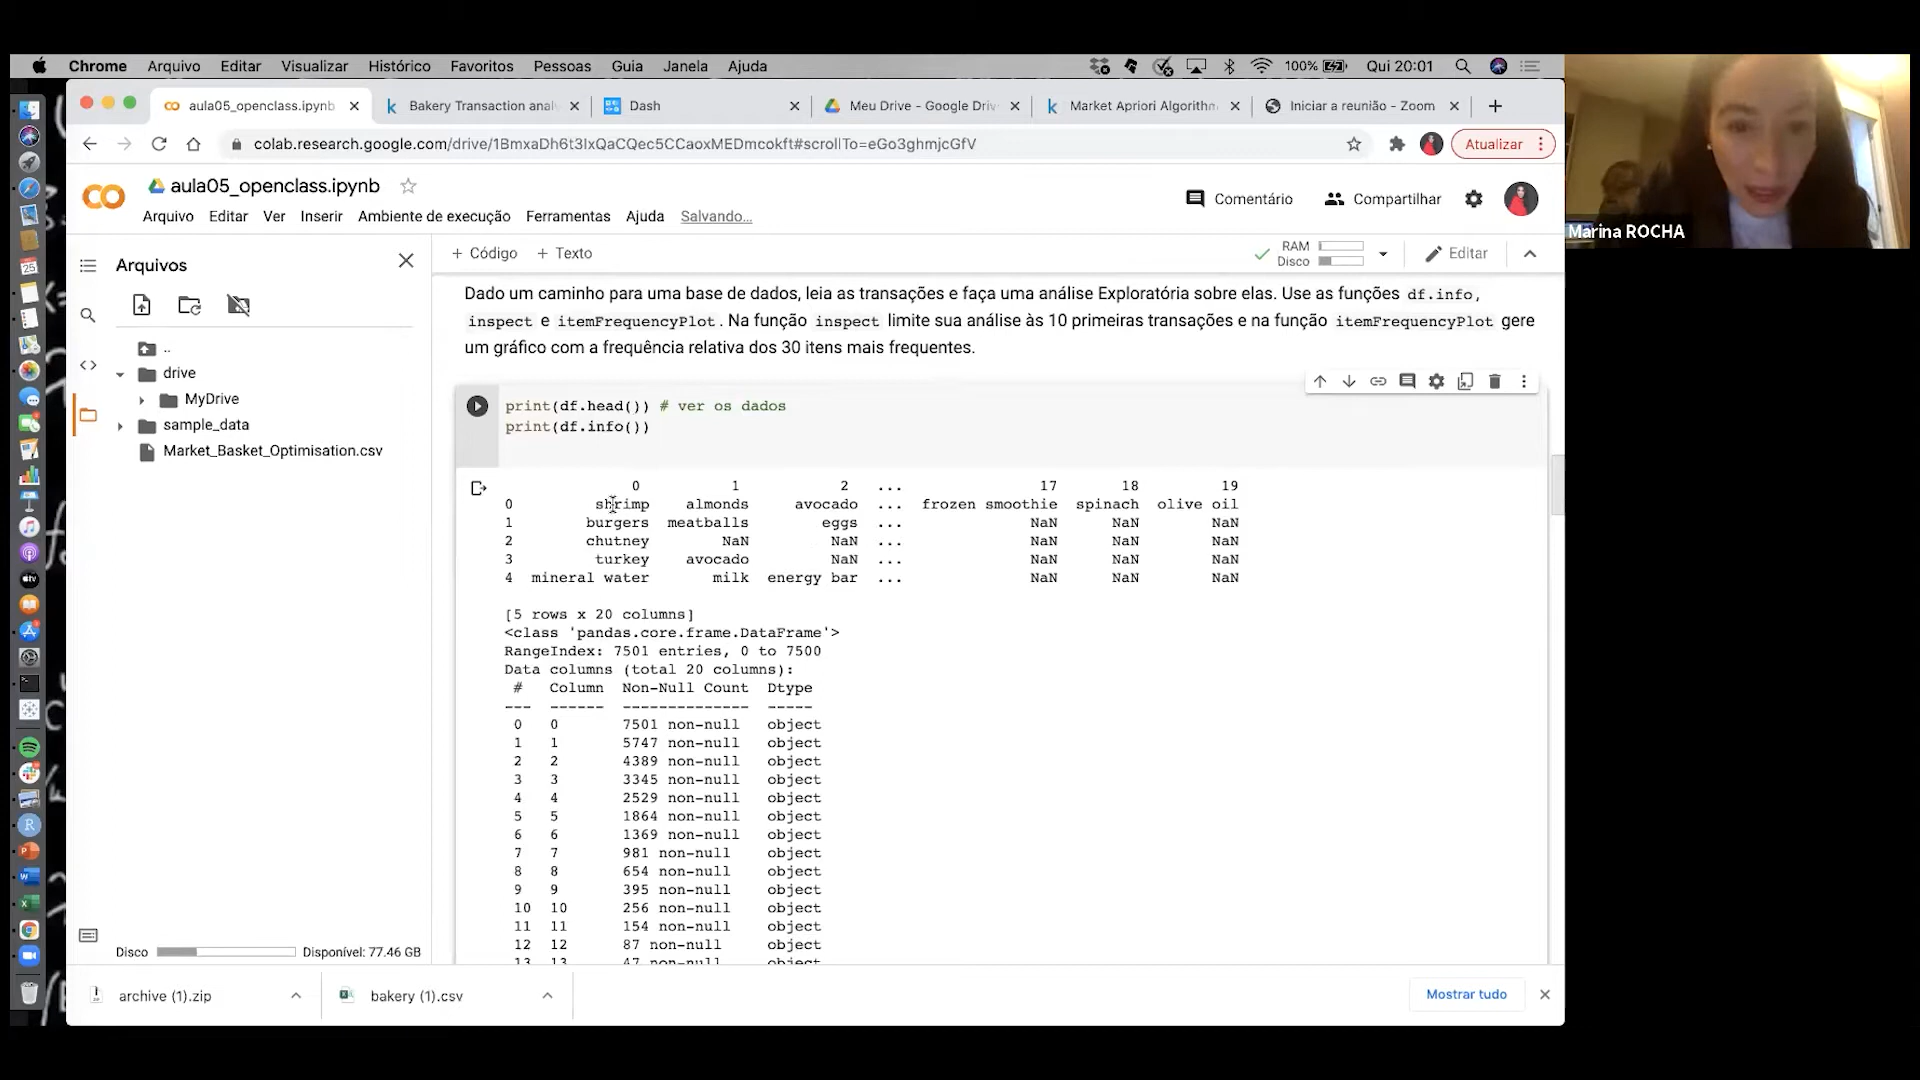 Chrome Arquivo Editar Visualizar Histórico Favoritos Pessoas Guia Janela Ajuda 100% Qui 20:01
aula05_openclass.ipynb
Bakery Transaction anal
Dash
Meu Drive - Google Driv
Market Apriori Algorithm
Iniciar a reunião - Zoom
colab.research.google.com/drive/1BmxaDh6t3IxQaCQec5CCaoxMEDmcokft#scrollTo=eGo3ghmjcGfV
Atualizar
Marina ROCHA
CO aula05_openclass.ipynb
Arquivo Editar Ver Inserir Ambiente de execução Ferramentas Ajuda Salvando...
Comentário Compartilhar
+ Código + Texto
RAM
Disco
Editar
Arquivos
..
drive
MyDrive
sample_data
Market_Basket_Optimisation.csv
Disco Disponível: 77.46 GB
Dado um caminho para uma base de dados, leia as transações e faça uma análise Exploratória sobre elas. Use as funções df.info,
inspect e itemFrequencyPlot. Na função inspect limite sua análise às 10 primeiras transações e na função itemFrequencyPlot gere
um gráfico com a frequência relativa dos 30 itens mais frequentes.
print(df.head()) # ver os dados
print(df.info())
0 1 2 ... 17 18 19
0 shrimp almonds avocado ... frozen smoothie spinach olive oil
1 burgers meatballs eggs ... NaN NaN NaN
2 chutney NaN NaN ... NaN NaN NaN
3 turkey avocado NaN ... NaN NaN NaN
4 mineral water milk energy bar ... NaN NaN NaN
[5 rows x 20 columns]
<class 'pandas.core.frame.DataFrame'>
RangeIndex: 7501 entries, 0 to 7500
Data columns (total 20 columns):
# Column Non-Null Count Dtype
--- ------ -------------- -----
0 0 7501 non-null object
1 1 5747 non-null object
2 2 4389 non-null object
3 3 3345 non-null object
4 4 2529 non-null object
5 5 1864 non-null object
6 6 1369 non-null object
7 7 981 non-null object
8 8 654 non-null object
9 9 395 non-null object
10 10 256 non-null object
11 11 154 non-null object
12 12 87 non-null object
13 13 47 non-null object
archive (1).zip
bakery (1).csv
Mostrar tudo